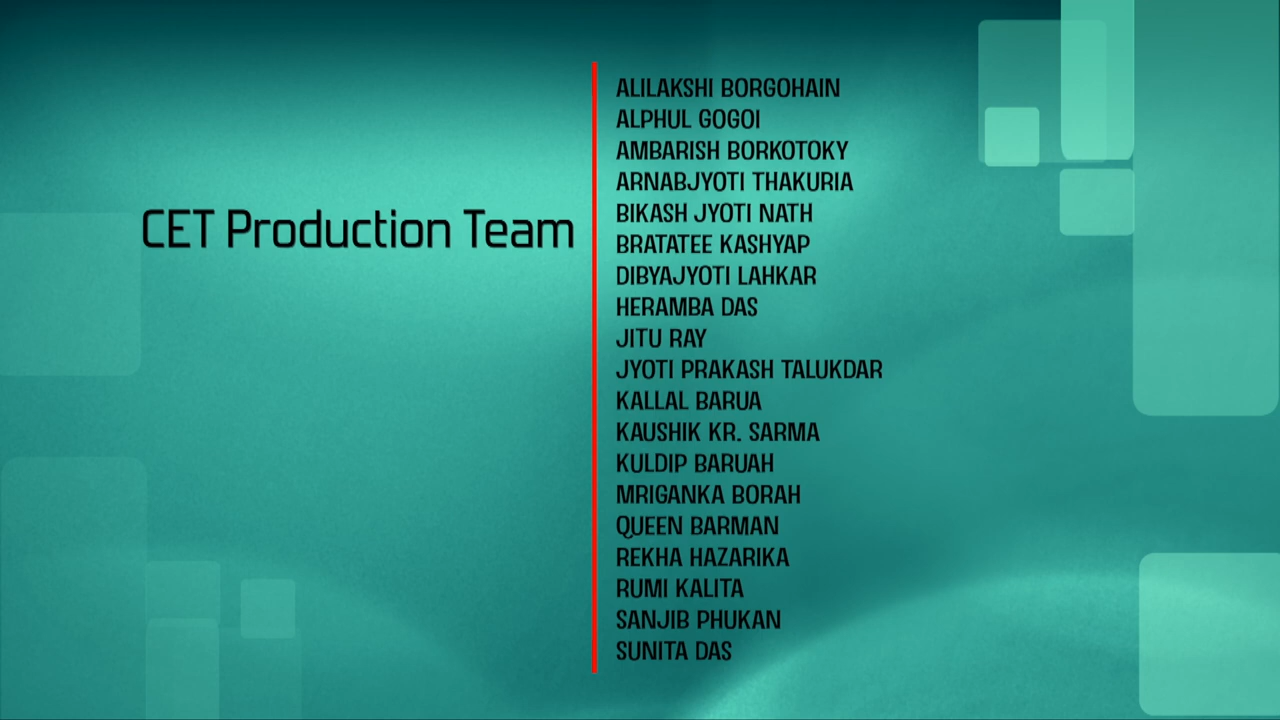 CET Production Team
ALILAKSHI BORGOHAIN
ALPHUL GOGOI
AMBARISH BORKOTOKY
ARNABJYOTI THAKURIA
BIKASH JYOTI NATH
BRATATEE KASHYAP
DIBYAJYOTI LAHKAR
HERAMBA DAS
JITU RAY
JYOTI PRAKASH TALUKDAR
KALLAL BARUA
KAUSHIK KR. SARMA
KULDIP BARUAH
MRIGANKA BORAH
QUEEN BARMAN
REKHA HAZARIKA
RUMI KALITA
SANJIB PHUKAN
SUNITA DAS